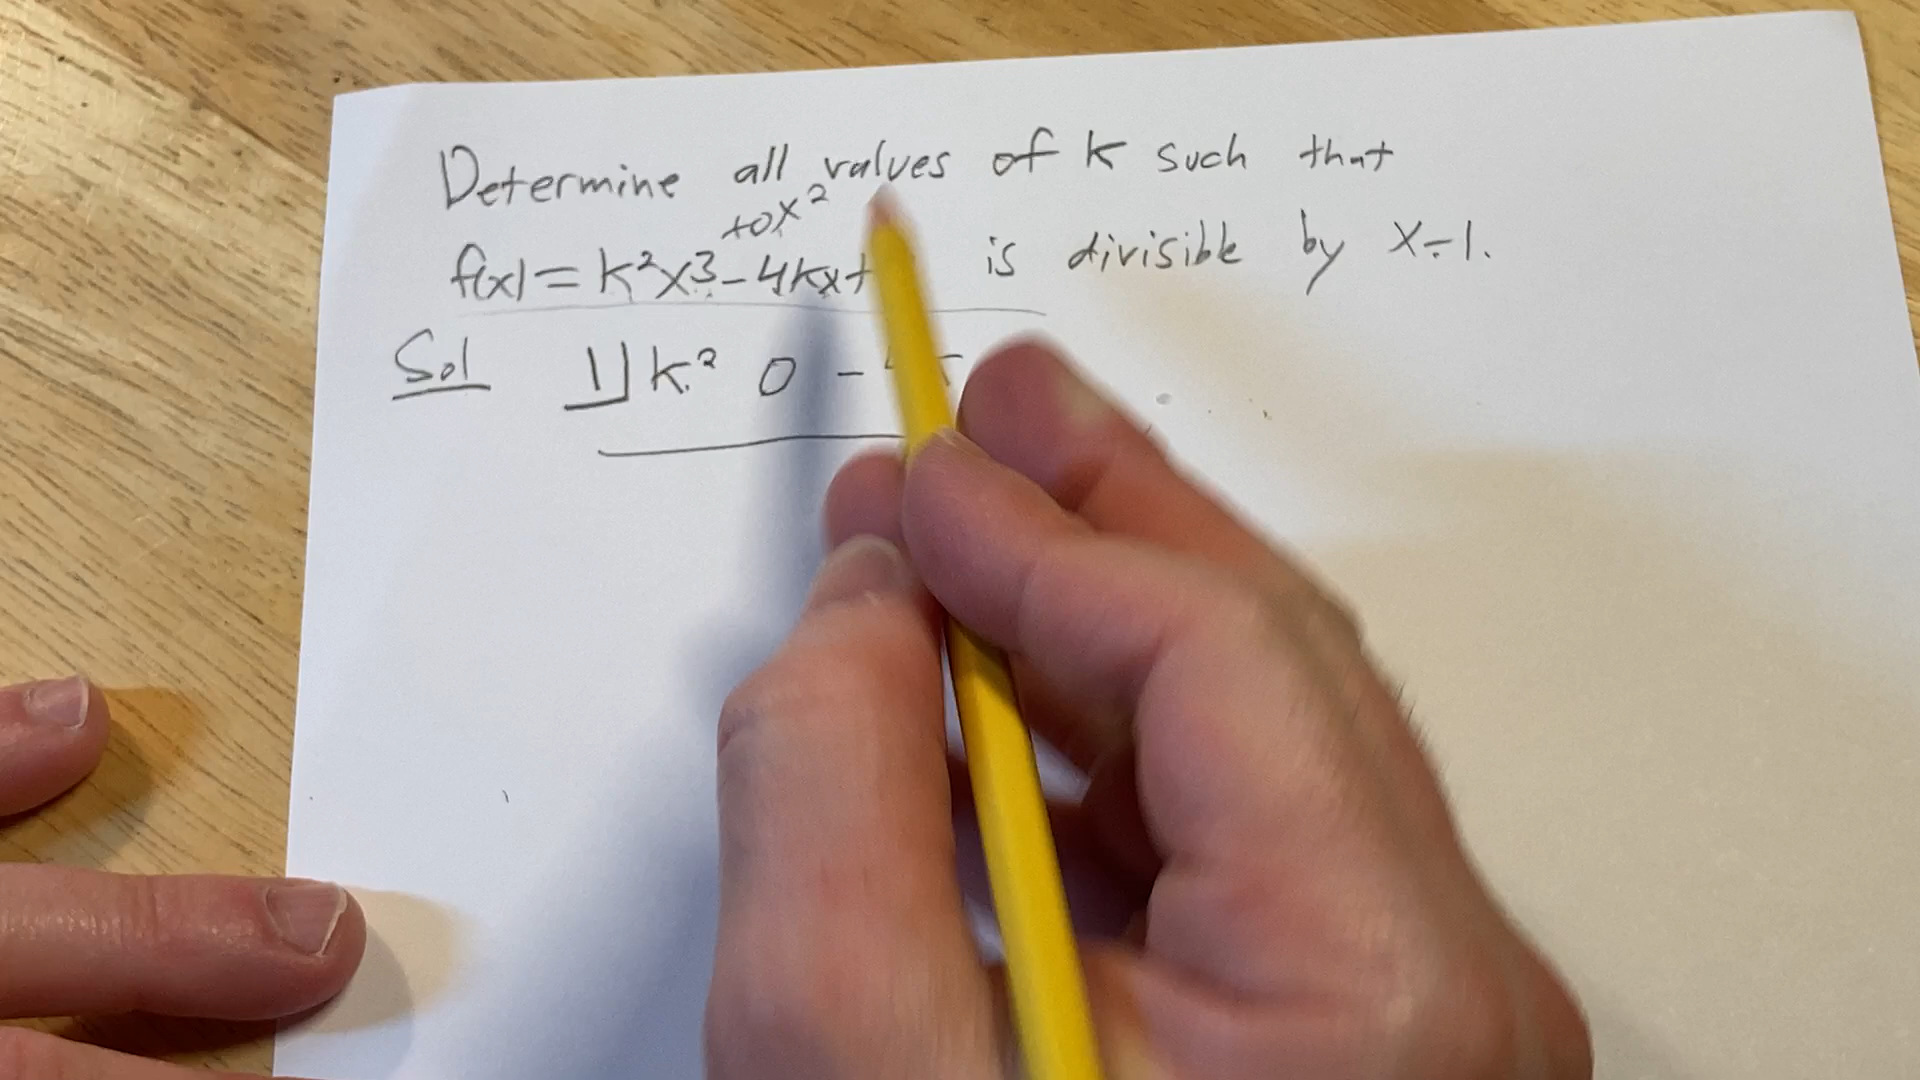 Determine all values of k such that
+0x²
f(x) = k²x³ - 4kx + is divisible by x-1.
Sol 1 k² 0 -